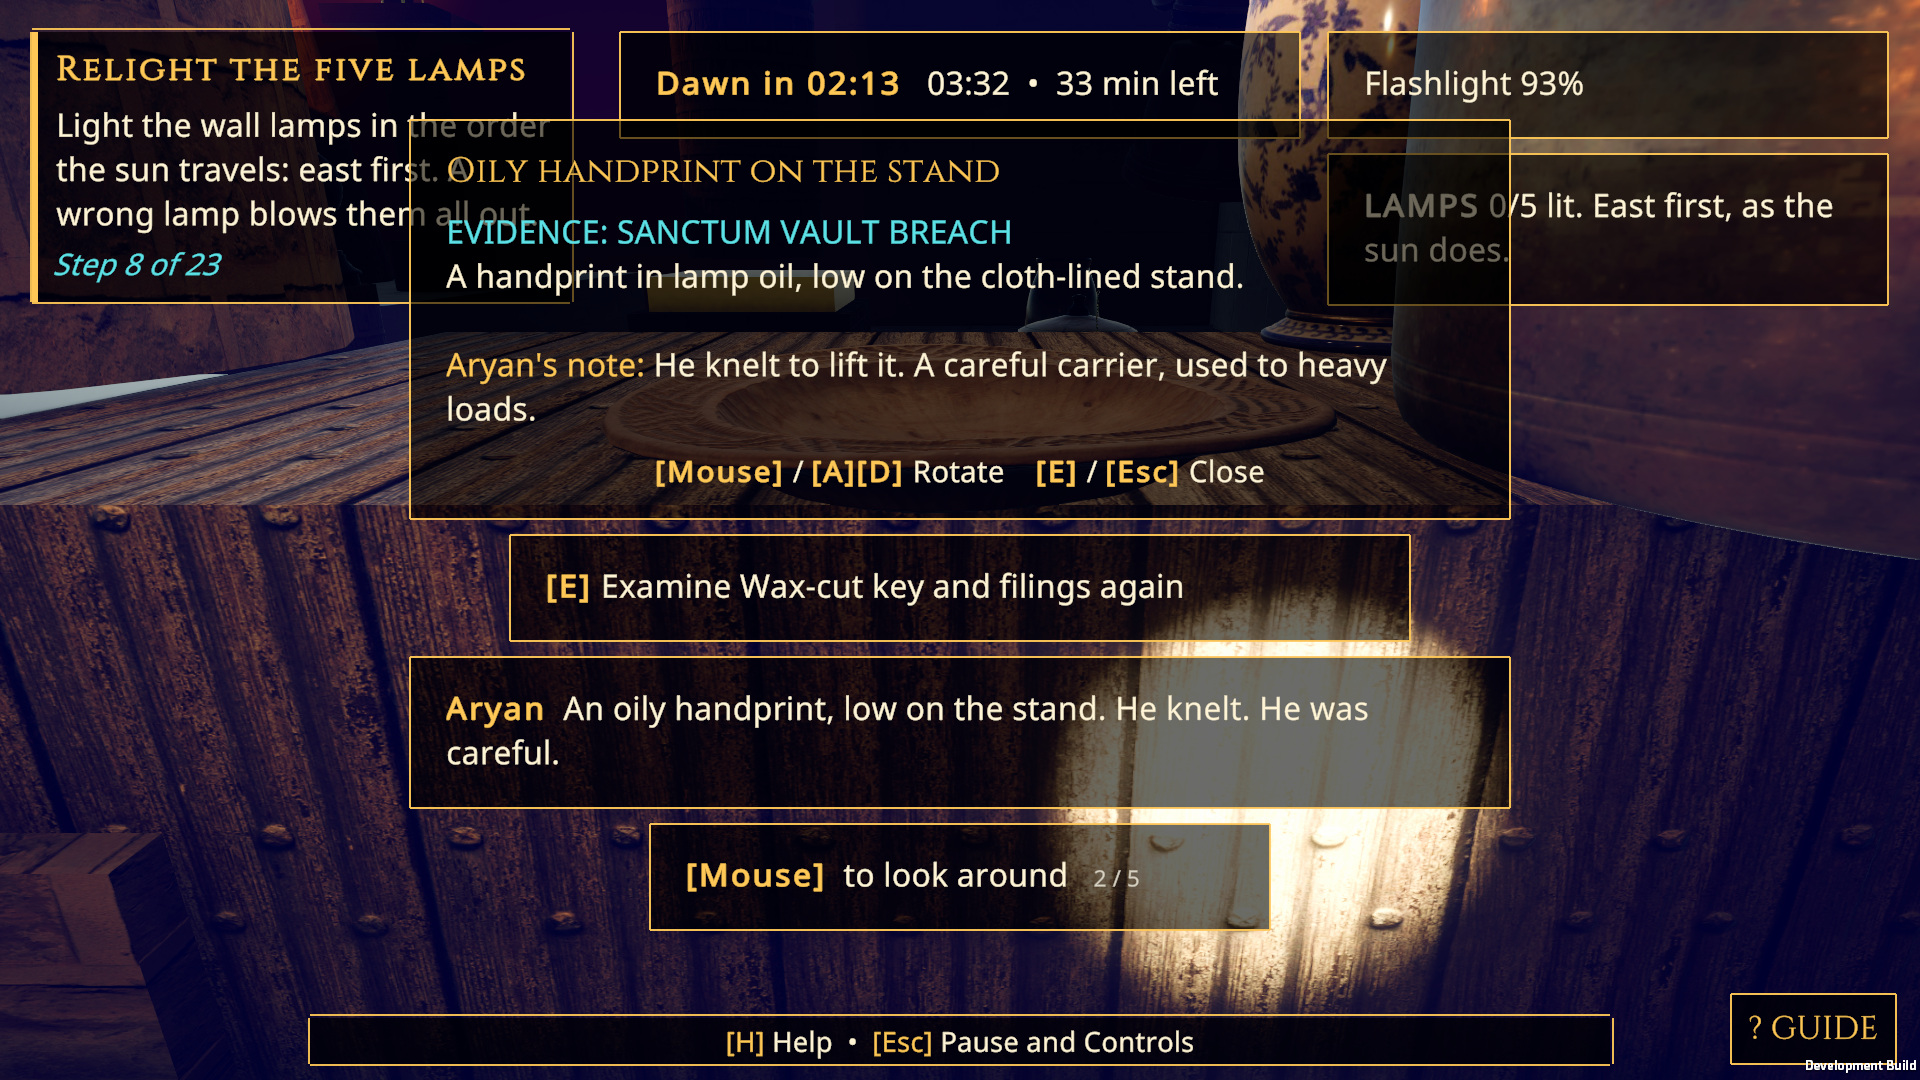 RELIGHT THE FIVE LAMPS
Light the wall lamps in the order
the sun travels: east first. A
wrong lamp blows them all out.
Step 8 of 23
Dawn in 02:13 03:32 • 33 min left
Flashlight 93%
LAMPS 0/5 lit. East first, as the
sun does.
OILY HANDPRINT ON THE STAND
EVIDENCE: SANCTUM VAULT BREACH
A handprint in lamp oil, low on the cloth-lined stand.
Aryan's note: He knelt to lift it. A careful carrier, used to heavy
loads.
[Mouse] / [A][D] Rotate [E] / [Esc] Close
[E] Examine Wax-cut key and filings again
Aryan An oily handprint, low on the stand. He knelt. He was
careful.
[Mouse] to look around 2 / 5
[H] Help • [Esc] Pause and Controls
? GUIDE
Development Build